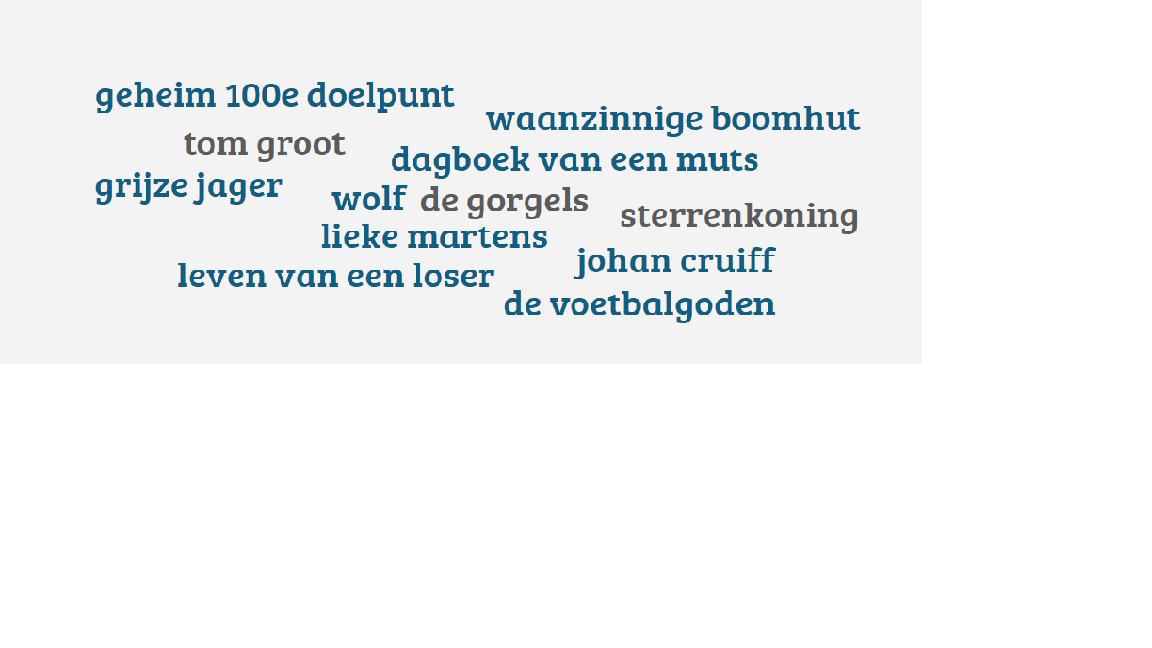 geheim 100e doelpunt
waanzinnige boomhut
tom groot
dagboek van een muts
grijze jager
wolf
de gorgels
sterrenkoning
lieke martens
johan cruiff
leven van een loser
de voetbalgoden